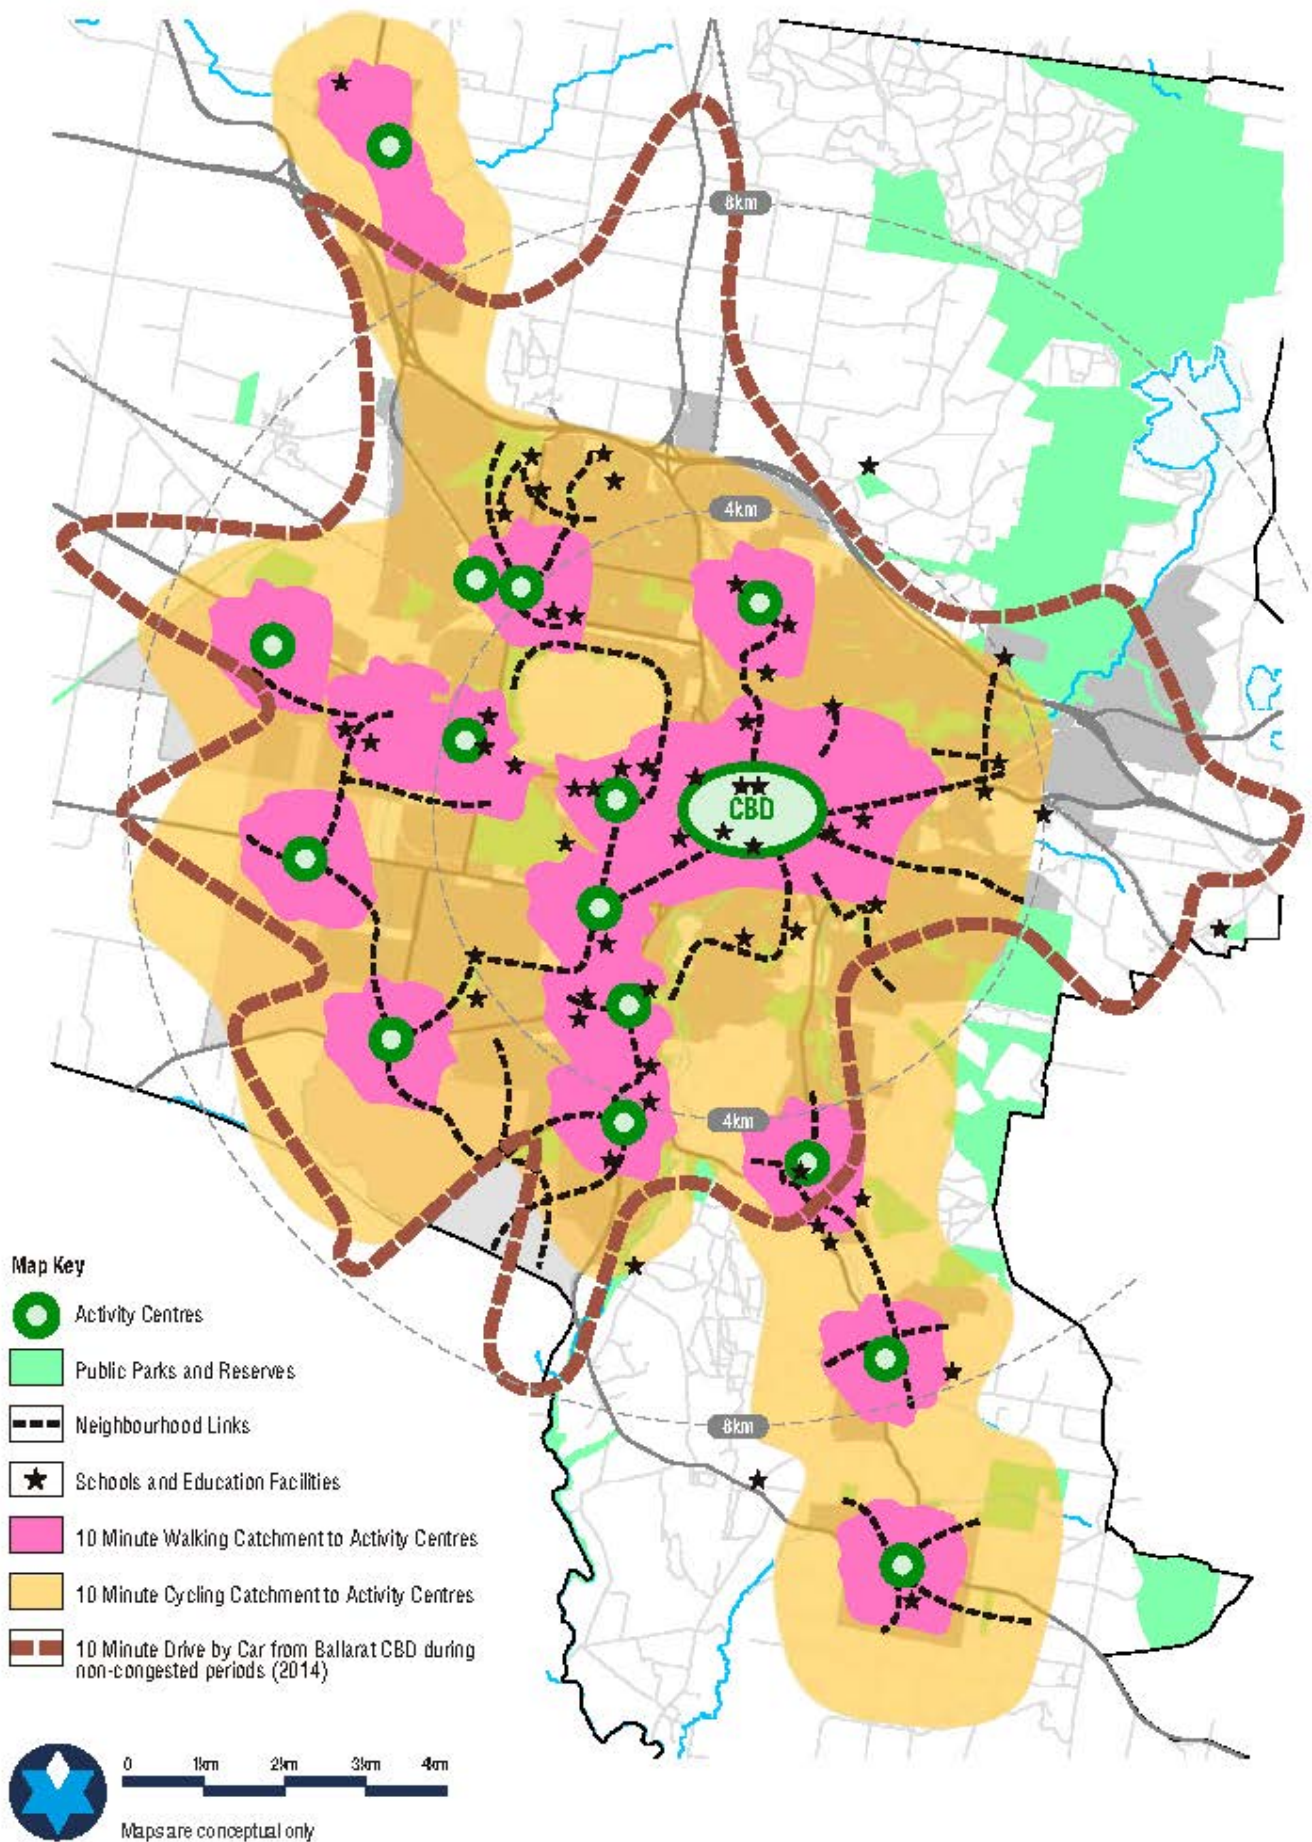 8km
4km
CBD
4km
8km
Map Key
Activity Centres
Public Parks and Reserves
Neighbourhood Links
Schools and Education Facilities
10 Minute Walking Catchment to Activity Centres
10 Minute Cycling Catchment to Activity Centres
10 Minute Drive by Car from Ballarat CBD during
non-congested periods (2014)
0 1km 2km 3km 4km
Maps are conceptual only